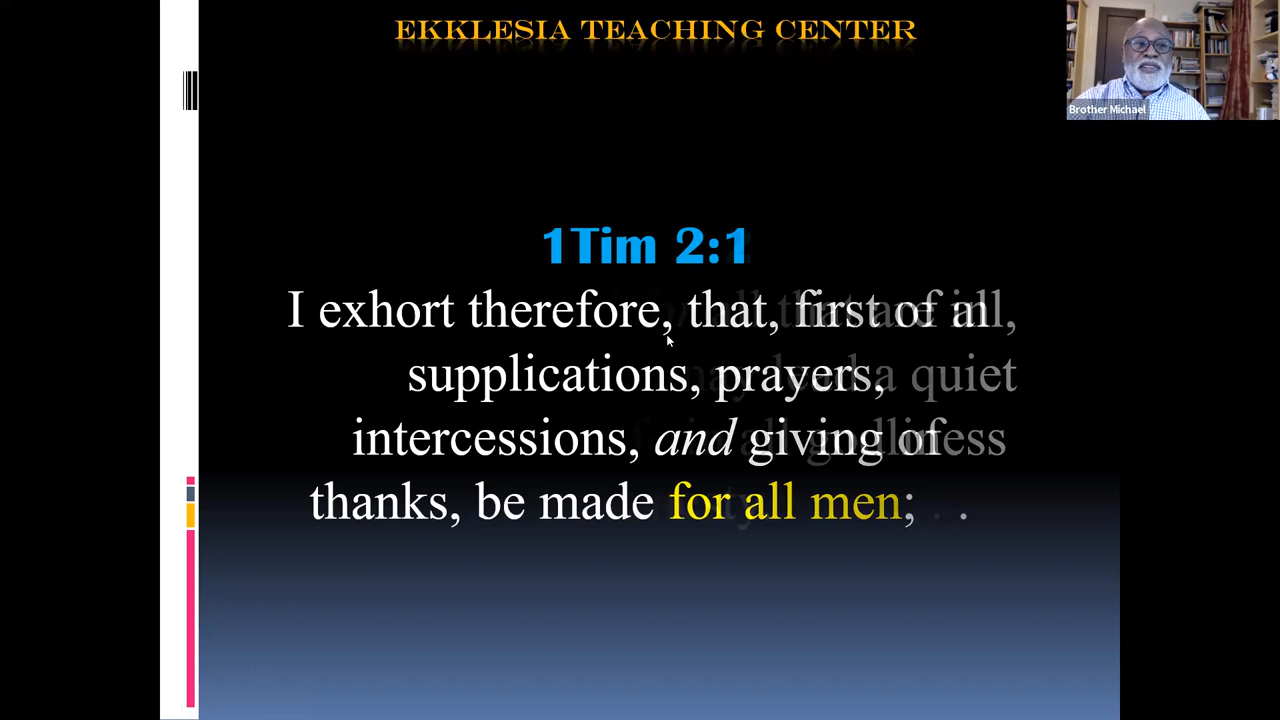 EKKLESIA TEACHING CENTER
Brother Michael
1Tim 2:1
I exhort therefore, that, first of all,
supplications, prayers,
intercessions, and giving of
thanks, be made for all men;